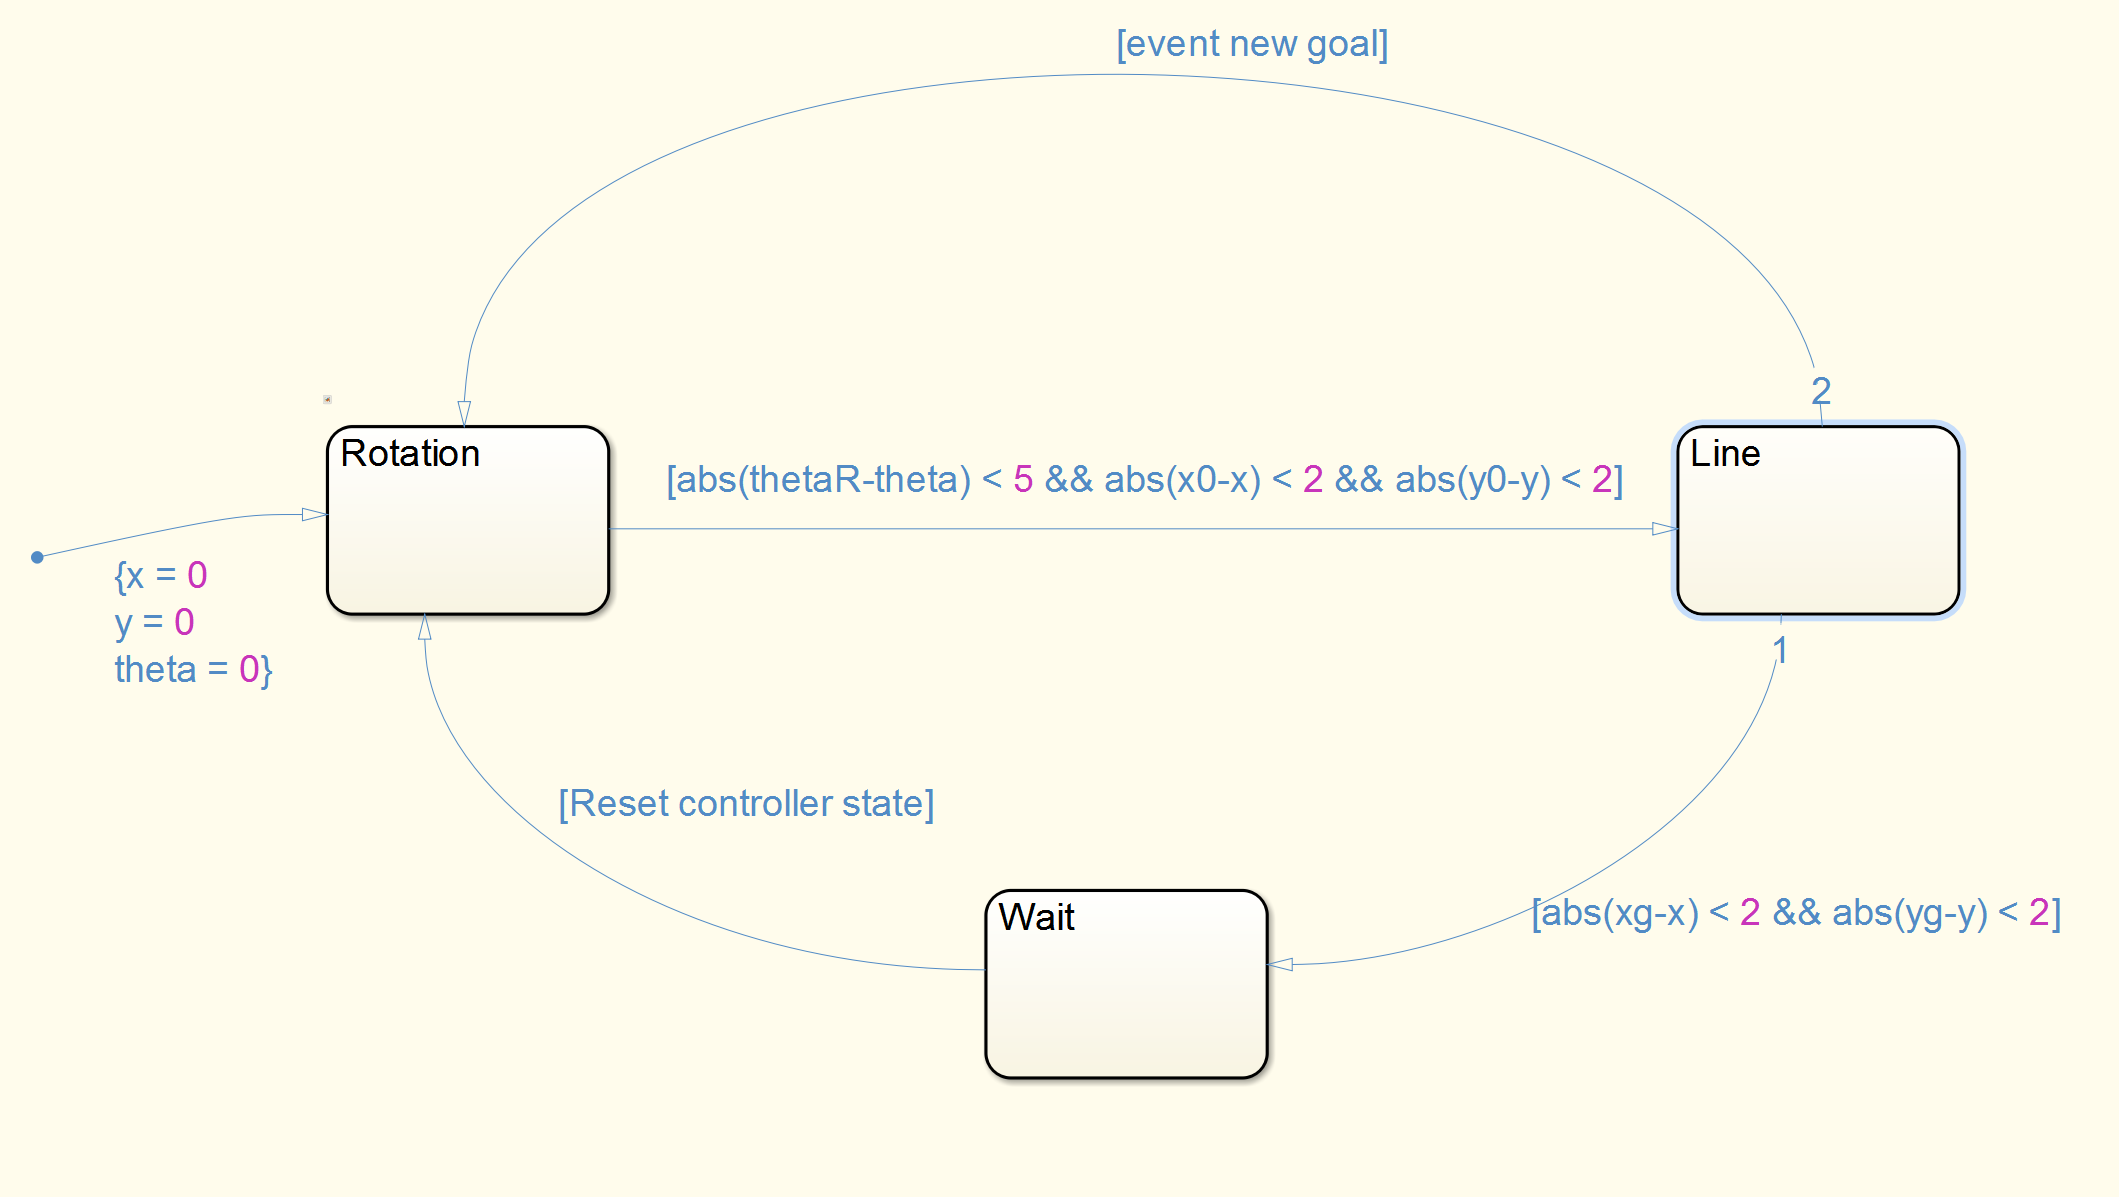 [event new goal]
2
Rotation
[abs(thetaR-theta) < 5 && abs(x0-x) < 2 && abs(y0-y) < 2]
Line
{x = 0
y = 0
theta = 0}
1
[Reset controller state]
Wait
[abs(xg-x) < 2 && abs(yg-y) < 2]